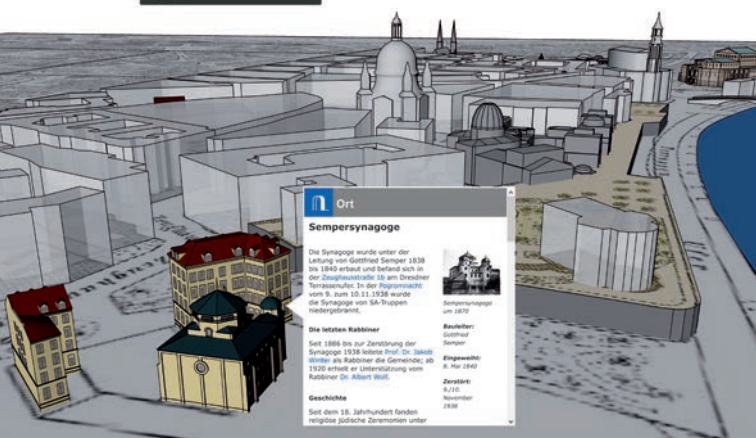 Ort
Sempersynagoge
Die Synagoge wurde unter der
Leitung von Gottfried Semper 1838
bis 1840 erbaut und befand sich in
der Zeughausstraße 1b am Dresdner
Terrassenufer. In der Pogromnacht
vom 9. zum 10.11.1938 wurde
die Synagoge von SA-Truppen
niedergebrannt.
Die letzten Rabbiner
Seit 1886 bis zur Zerstörung der
Synagoge 1938 leitete Prof. Dr. Jakob
Winter als Rabbiner die Gemeinde; ab
1920 erhielt er Unterstützung vom
Rabbiner Dr. Albert Wolf.
Geschichte
Seit dem 18. Jahrhundert fanden
religiöse jüdische Zeremonien unter
Sempersynagoge
um 1870
Bauleiter:
Gottfried
Semper
Eingeweiht:
8. Mai 1840
Zerstört:
9./10.
November
1938